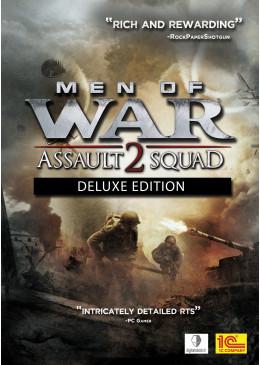 "RICH AND REWARDING"
-ROCKPAPERSHOTGUN
MEN OF
WAR
ASSAULT 2 SQUAD
DELUXE EDITION
"INTRICATELY DETAILED RTS"
-PC GAMER
1C
1C COMPANY